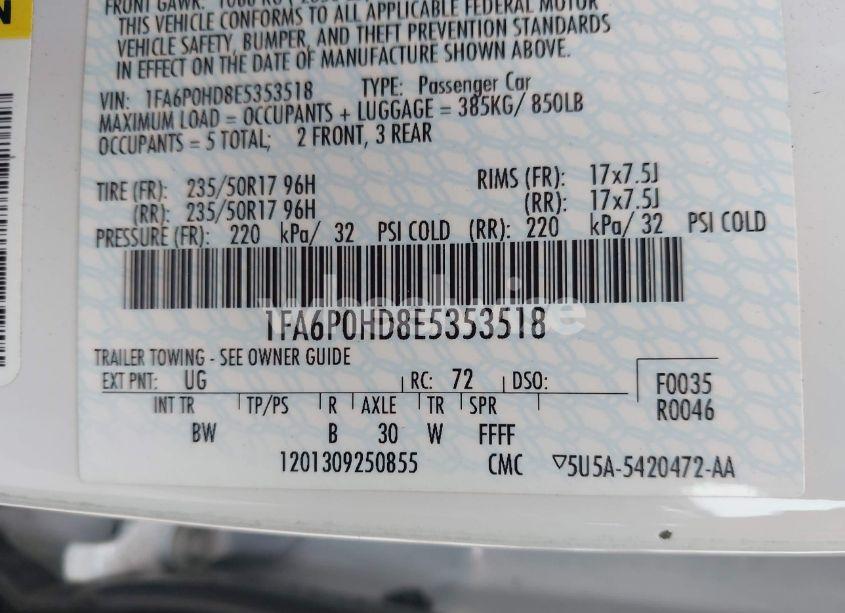 N
THIS VEHICLE CONFORMS TO ALL APPLICABLE FEDERAL MOTOR
VEHICLE SAFETY, BUMPER, AND THEFT PREVENTION STANDARDS
IN EFFECT ON THE DATE OF MANUFACTURE SHOWN ABOVE.
VIN: 1FA6P0HD8E5353518 TYPE: Passenger Car
MAXIMUM LOAD = OCCUPANTS + LUGGAGE = 385KG/ 850LB
OCCUPANTS = 5 TOTAL; 2 FRONT, 3 REAR
TIRE (FR): 235/50R17 96H RIMS (FR): 17x7.5J
(RR): 235/50R17 96H (RR): 17x7.5J
PRESSURE (FR): 220 kPa/ 32 PSI COLD (RR): 220 kPa/ 32 PSI COLD
1FA6P0HD8E5353518
TRAILER TOWING - SEE OWNER GUIDE
EXT PNT: UG RC: 72 DSO: F0035
INT TR TP/PS R AXLE TR SPR R0046
BW B 30 W FFFF
1201309250855 CMC ▽5U5A-5420472-AA